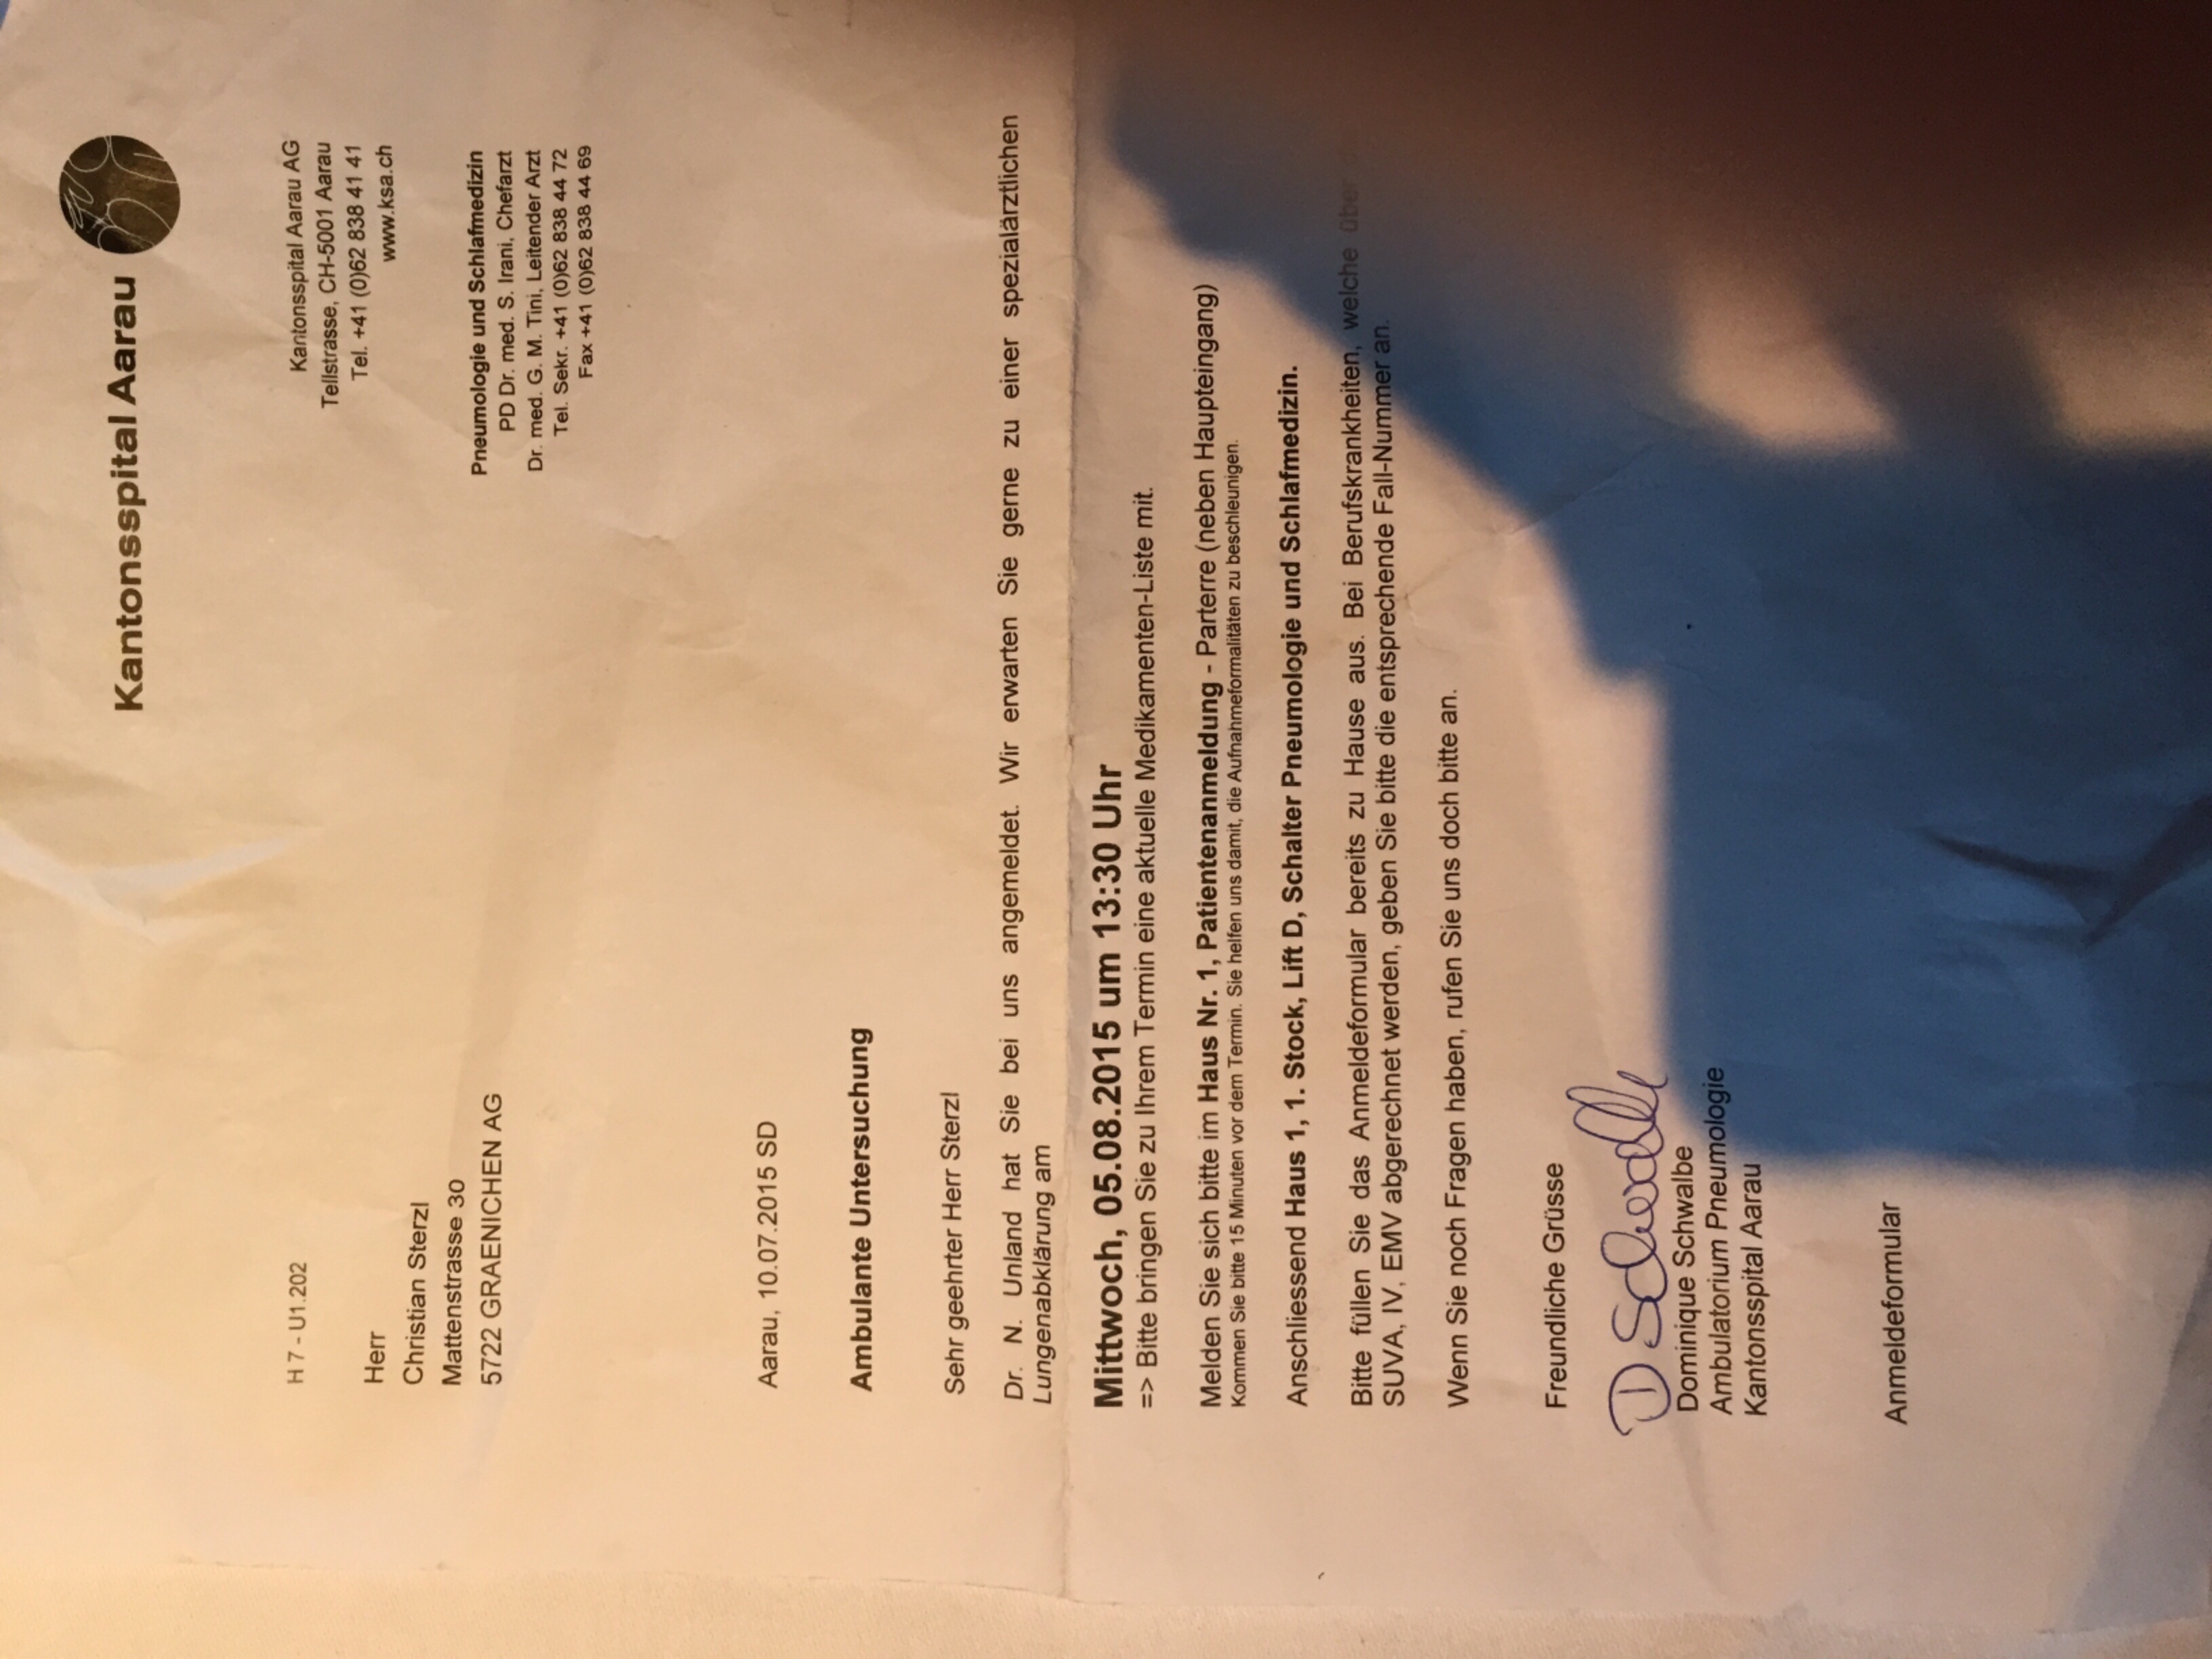 Kantonsspital Aarau
Kantonsspital Aarau AG
Tellstrasse, CH-5001 Aarau
Tel. +41 (0)62 838 41 41
www.ksa.ch
H 7 - U1.202
Herr
Christian Sterzl
Mattenstrasse 30
5722 GRAENICHEN AG
Pneumologie und Schlafmedizin
PD Dr. med. S. Irani, Chefarzt
Dr. med. G. M. Tini, Leitender Arzt
Tel. Sekr. +41 (0)62 838 44 72
Fax +41 (0)62 838 44 69
Aarau, 10.07.2015 SD
Ambulante Untersuchung
Sehr geehrter Herr Sterzl
Dr. N. Unland hat Sie bei uns angemeldet. Wir erwarten Sie gerne zu einer spezialärztlichen
Lungenabklärung am
Mittwoch, 05.08.2015 um 13:30 Uhr
=> Bitte bringen Sie zu Ihrem Termin eine aktuelle Medikamenten-Liste mit.
Melden Sie sich bitte im Haus Nr. 1, Patientenanmeldung - Parterre (neben Haupteingang)
Kommen Sie bitte 15 Minuten vor dem Termin. Sie helfen uns damit, die Aufnahmeformalitäten zu beschleunigen.
Anschliessend Haus 1, 1. Stock, Lift D, Schalter Pneumologie und Schlafmedizin.
Bitte füllen Sie das Anmeldeformular bereits zu Hause aus. Bei Berufskrankheiten, welche über
SUVA, IV, EMV abgerechnet werden, geben Sie bitte die entsprechende Fall-Nummer an.
Wenn Sie noch Fragen haben, rufen Sie uns doch bitte an.
Freundliche Grüsse
D Schwalbe
Dominique Schwalbe
Ambulatorium Pneumologie
Kantonsspital Aarau
Anmeldeformular